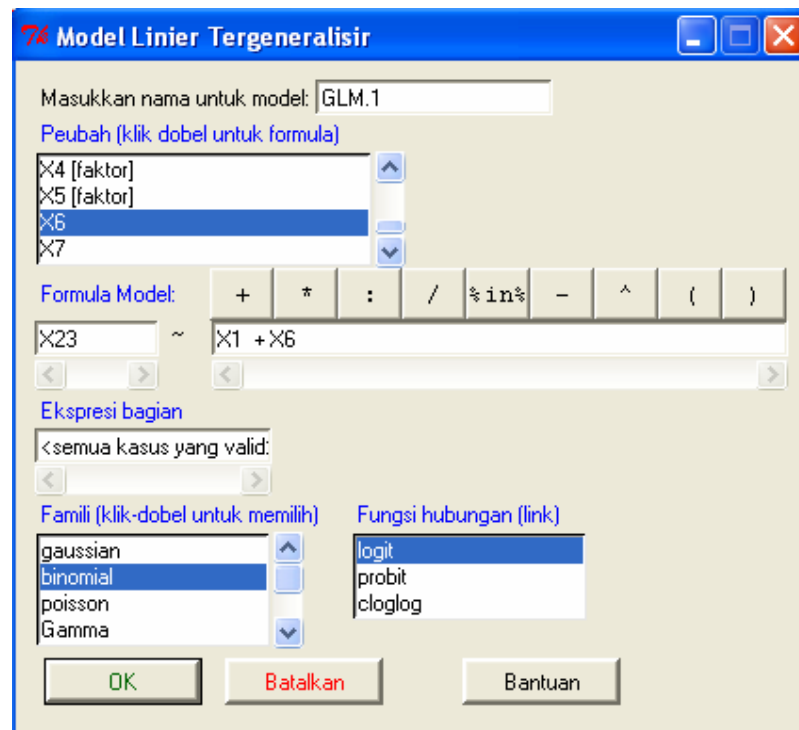 Model Linier Tergeneralisir
Masukkan nama untuk model: GLM.1
Peubah (klik dobel untuk formula)
X4 [faktor]
X5 [faktor]
X6
X7
Formula Model: + * : / %in% - ^ ( )
X23 ~ X1 +X6
Ekspresi bagian
<semua kasus yang valid:
Famili (klik-dobel untuk memilih) Fungsi hubungan (link)
gaussian logit
binomial probit
poisson cloglog
Gamma
OK Batalkan Bantuan